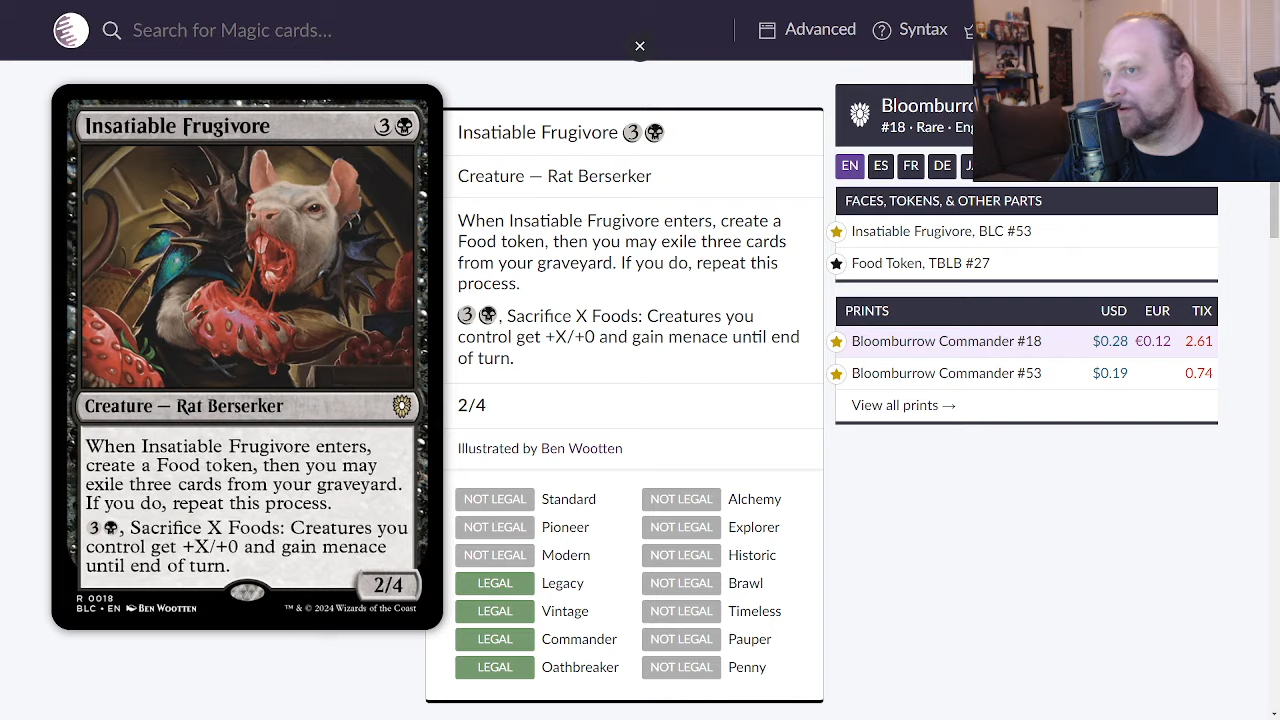 Search for Magic cards…
Advanced
Syntax
Insatiable Frugivore 3
Creature — Rat Berserker
When Insatiable Frugivore enters,
create a Food token, then you may
exile three cards from your graveyard.
If you do, repeat this process.
3, Sacrifice X Foods: Creatures you
control get +X/+0 and gain menace
until end of turn.
2/4
R 0018
BLC • EN BEN WOOTTEN
™ & © 2024 Wizards of the Coast
Insatiable Frugivore 3
Creature — Rat Berserker
When Insatiable Frugivore enters, create a
Food token, then you may exile three cards
from your graveyard. If you do, repeat this
process.
3, Sacrifice X Foods: Creatures you
control get +X/+0 and gain menace until end
of turn.
2/4
Illustrated by Ben Wootten
NOT LEGAL Standard NOT LEGAL Alchemy
NOT LEGAL Pioneer NOT LEGAL Explorer
NOT LEGAL Modern NOT LEGAL Historic
LEGAL Legacy NOT LEGAL Brawl
LEGAL Vintage NOT LEGAL Timeless
LEGAL Commander NOT LEGAL Pauper
LEGAL Oathbreaker NOT LEGAL Penny
#18 · Rare ·
EN ES FR DE
FACES, TOKENS, & OTHER PARTS
Insatiable Frugivore, BLC #53
Food Token, TBLB #27
PRINTS USD EUR TIX
Bloomburrow Commander #18 $0.28 €0.12 2.61
Bloomburrow Commander #53 $0.19 0.74
View all prints →